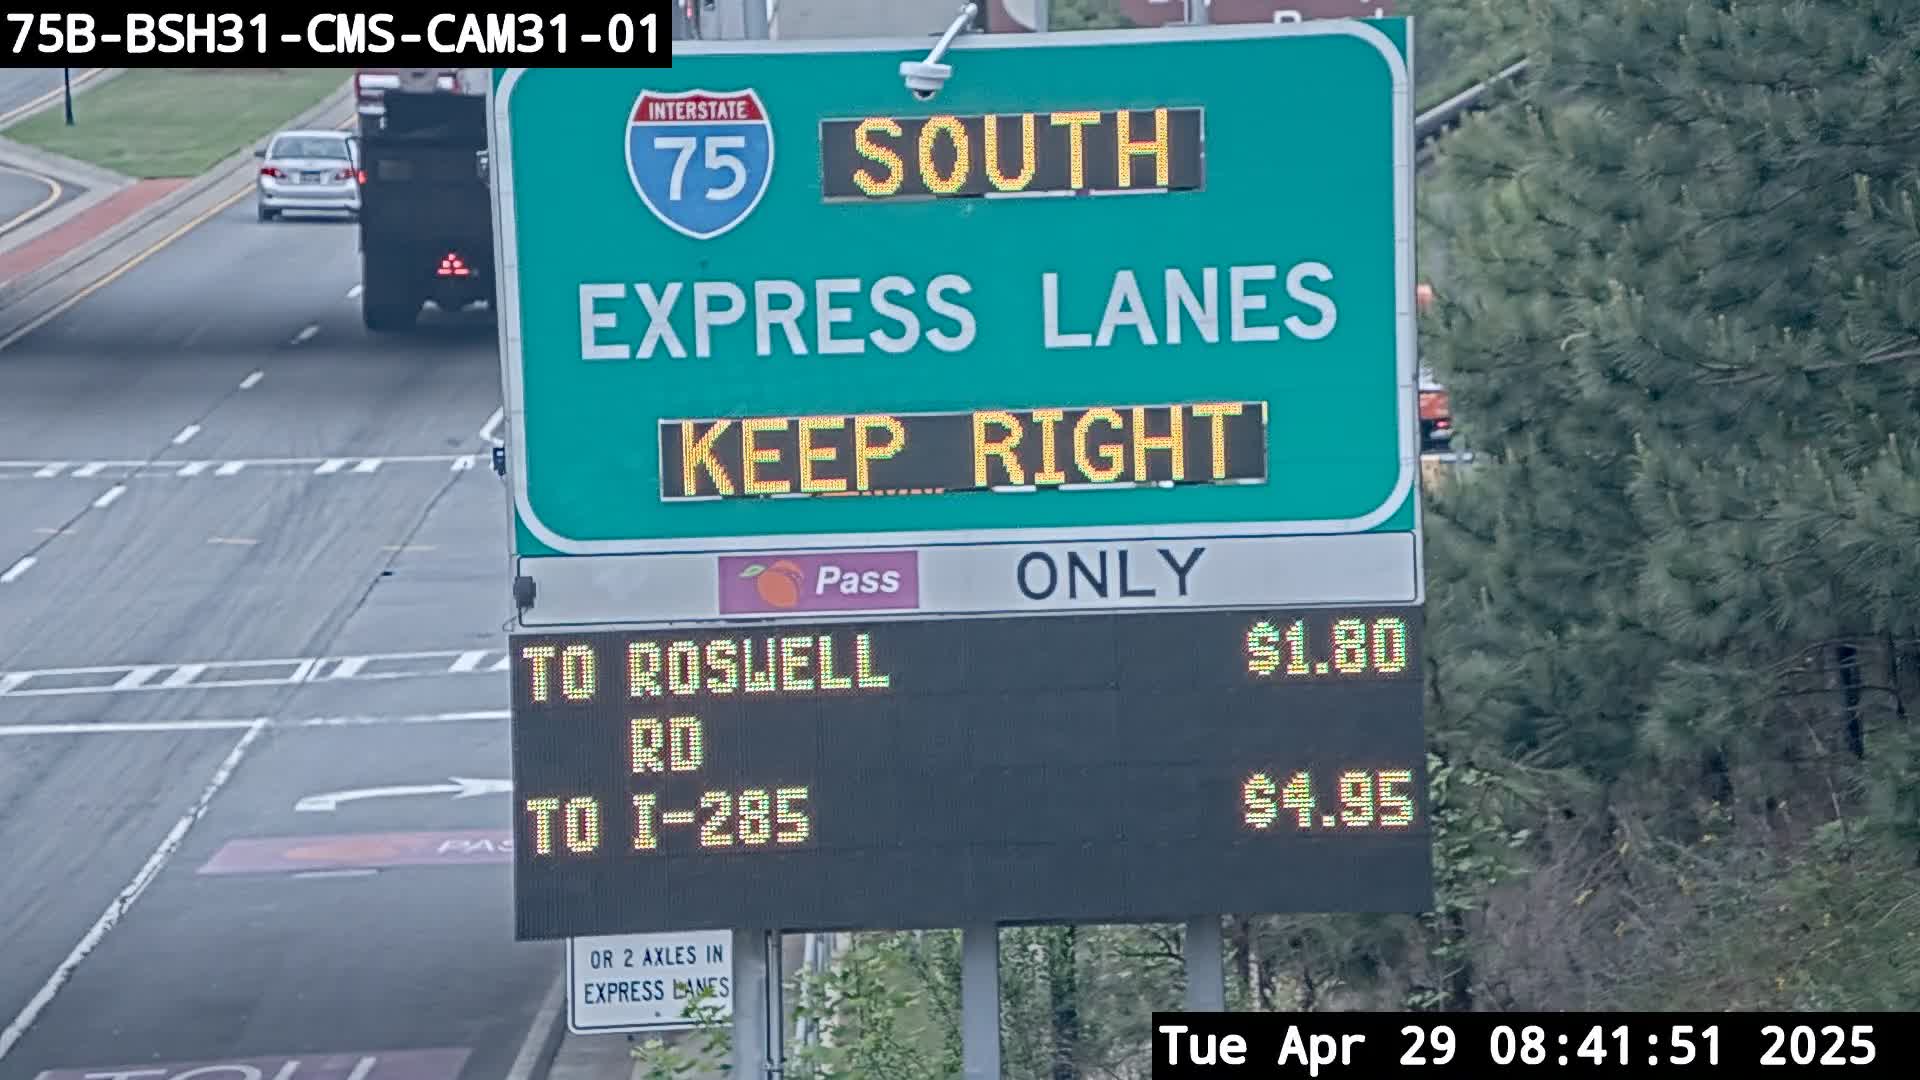 75B-BSH31-CMS-CAM31-01
INTERSTATE
75
SOUTH
EXPRESS LANES
KEEP RIGHT
Pass ONLY
TO ROSWELL $1.80
RD
TO I-285 $4.95
OR 2 AXLES IN
EXPRESS LANES
TOLL
Tue Apr 29 08:41:51 2025